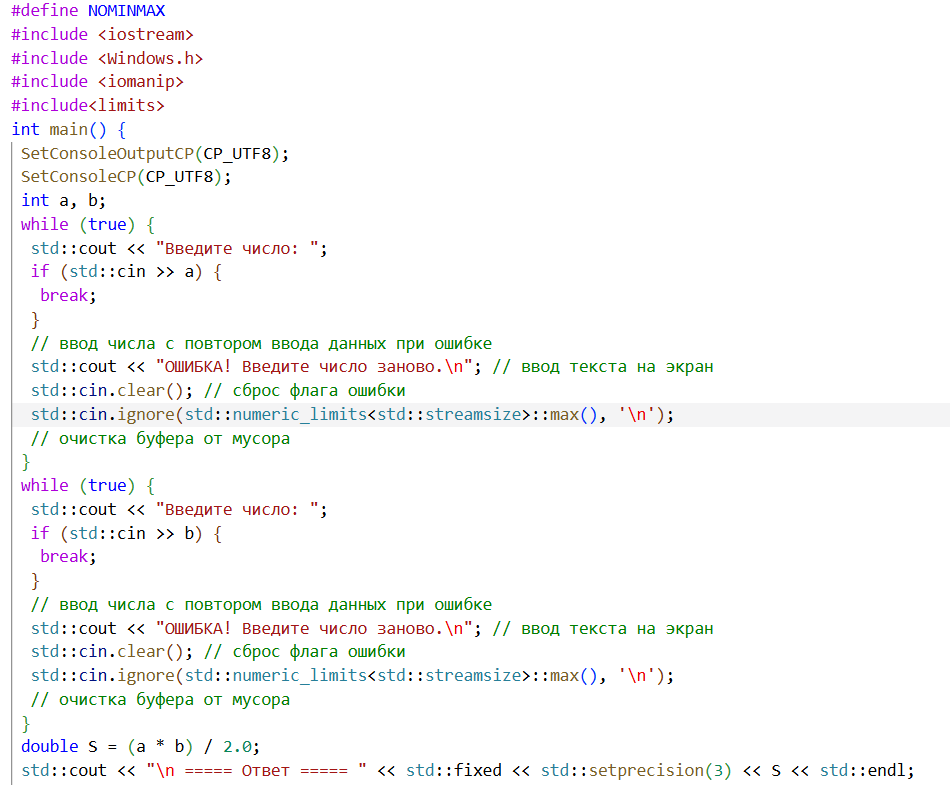 #define NOMINMAX
#include <iostream>
#include <Windows.h>
#include <iomanip>
#include<limits>
int main() {
SetConsoleOutputCP(CP_UTF8);
SetConsoleCP(CP_UTF8);
int a, b;
while (true) {
std::cout << "Введите число: ";
if (std::cin >> a) {
break;
}
// ввод числа с повтором ввода данных при ошибке
std::cout << "ОШИБКА! Введите число заново.\n"; // ввод текста на экран
std::cin.clear(); // сброс флага ошибки
std::cin.ignore(std::numeric_limits<std::streamsize>::max(), '\n');
// очистка буфера от мусора
}
while (true) {
std::cout << "Введите число: ";
if (std::cin >> b) {
break;
}
// ввод числа с повтором ввода данных при ошибке
std::cout << "ОШИБКА! Введите число заново.\n"; // ввод текста на экран
std::cin.clear(); // сброс флага ошибки
std::cin.ignore(std::numeric_limits<std::streamsize>::max(), '\n');
// очистка буфера от мусора
}
double S = (a * b) / 2.0;
std::cout << "\n ===== Ответ ===== " << std::fixed << std::setprecision(3) << S << std::endl;